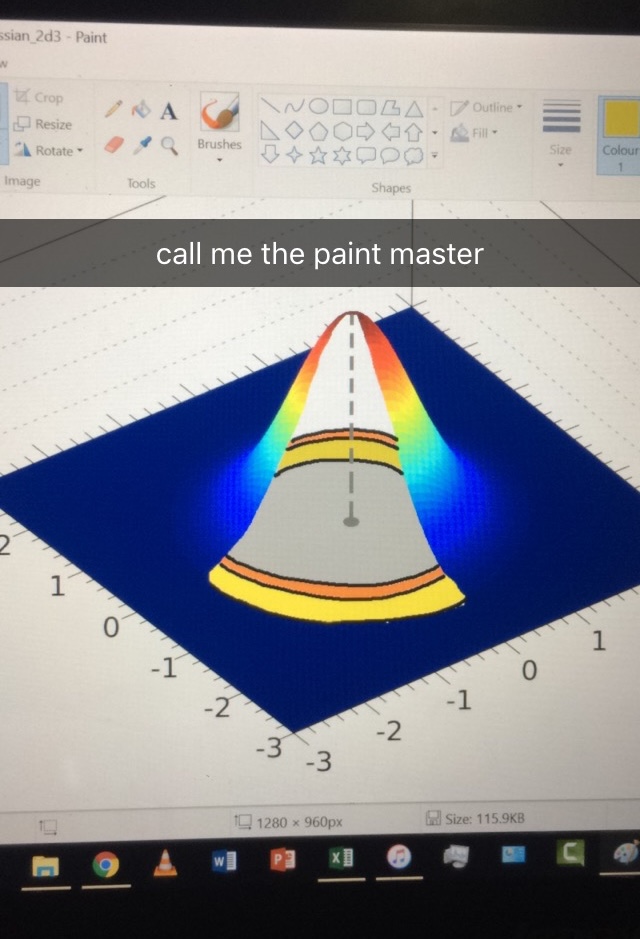 ssian_2d3 - Paint
w
Crop
Resize
Rotate
Image
A
Tools
Brushes
Shapes
Outline
Fill
Size
Colour
1
call me the paint master
2
1
0
-1
-2
-3
-3
-2
-1
0
1
1280 × 960px
Size: 115.9KB